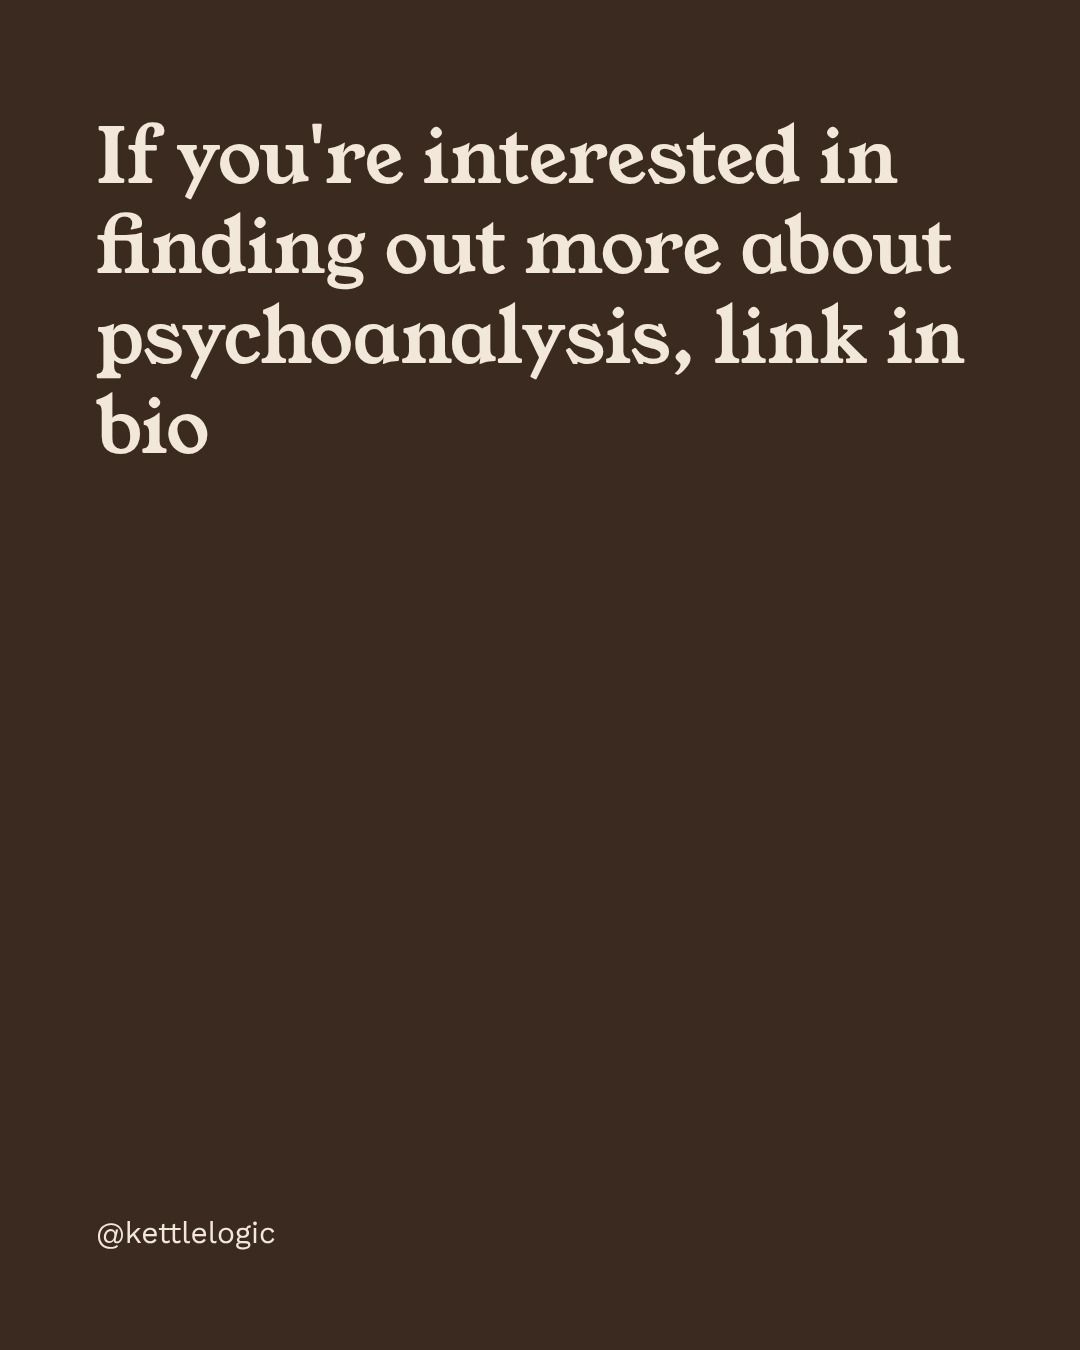 If you're interested in
finding out more about
psychoanalysis, link in
bio
@kettlelogic